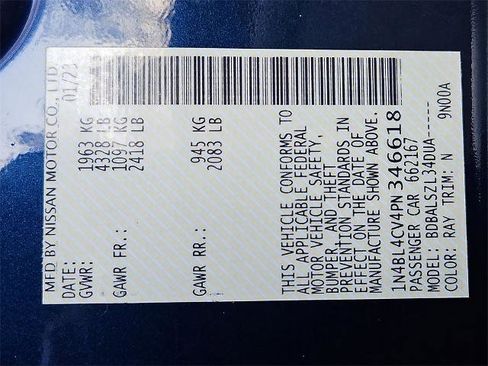 MFD BY NISSAN MOTOR CO., LTD.
DATE: 01/23
GVWR: 1963 KG
4328 LB
GAWR FR.: 1097 KG
2418 LB
GAWR RR.: 945 KG
2083 LB
THIS VEHICLE CONFORMS TO
ALL APPLICABLE FEDERAL
MOTOR VEHICLE SAFETY,
BUMPER, AND THEFT
PREVENTION STANDARDS IN
EFFECT ON THE DATE OF
MANUFACTURE SHOWN ABOVE.
1N4BL4CV4PN346618
PASSENGER CAR 662167
MODEL: BDBALSZL34DUA------
COLOR: RAY TRIM: N 9N00A